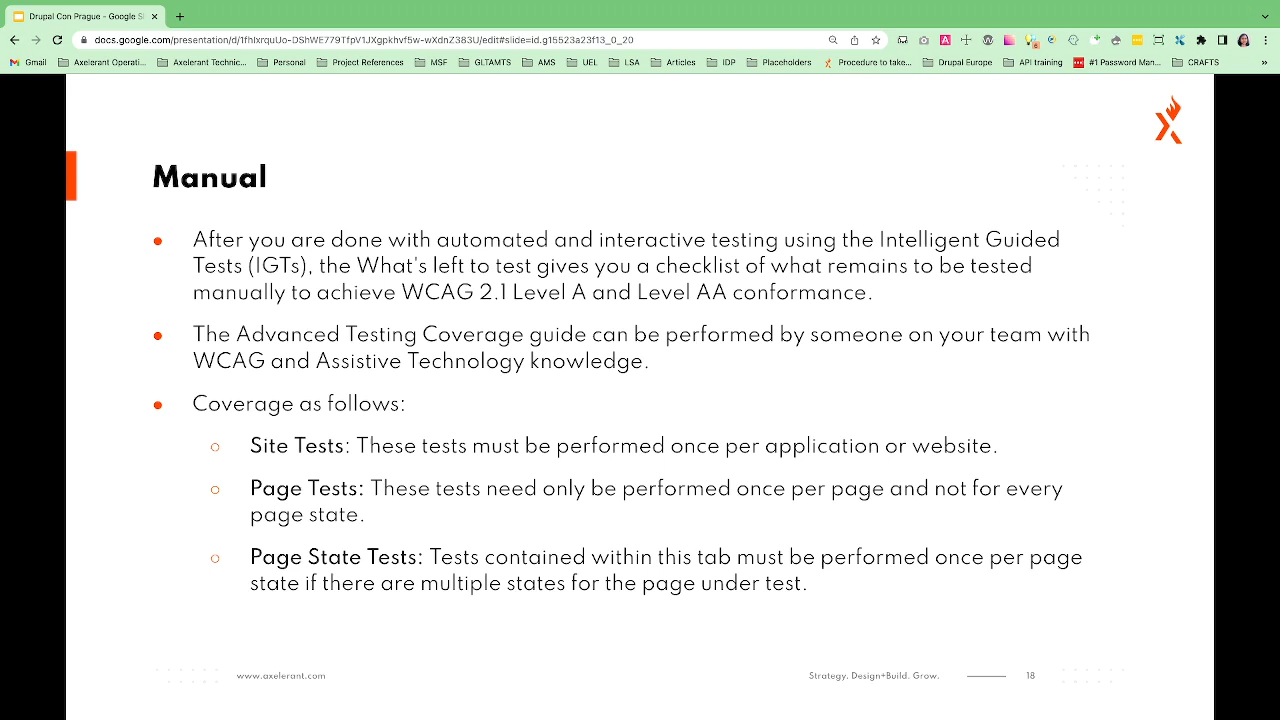 Drupal Con Prague - Google Sl
docs.google.com/presentation/d/1fhIxrquUo-DShWE779TfpV1JXgpkhvf5w-wXdnZ383U/edit#slide=id.g15523a23f13_0_20
Gmail Axelerant Operati... Axelerant Technic... Personal Project References MSF GLTAMTS AMS UEL LSA Articles IDP Placeholders Procedure to take... Drupal Europe API training #1 Password Man... CRAFTS »
Manual
• After you are done with automated and interactive testing using the Intelligent Guided
Tests (IGTs), the What's left to test gives you a checklist of what remains to be tested
manually to achieve WCAG 2.1 Level A and Level AA conformance.
• The Advanced Testing Coverage guide can be performed by someone on your team with
WCAG and Assistive Technology knowledge.
• Coverage as follows:
○ Site Tests: These tests must be performed once per application or website.
○ Page Tests: These tests need only be performed once per page and not for every
page state.
○ Page State Tests: Tests contained within this tab must be performed once per page
state if there are multiple states for the page under test.
www.axelerant.com
Strategy. Design+Build. Grow. 18